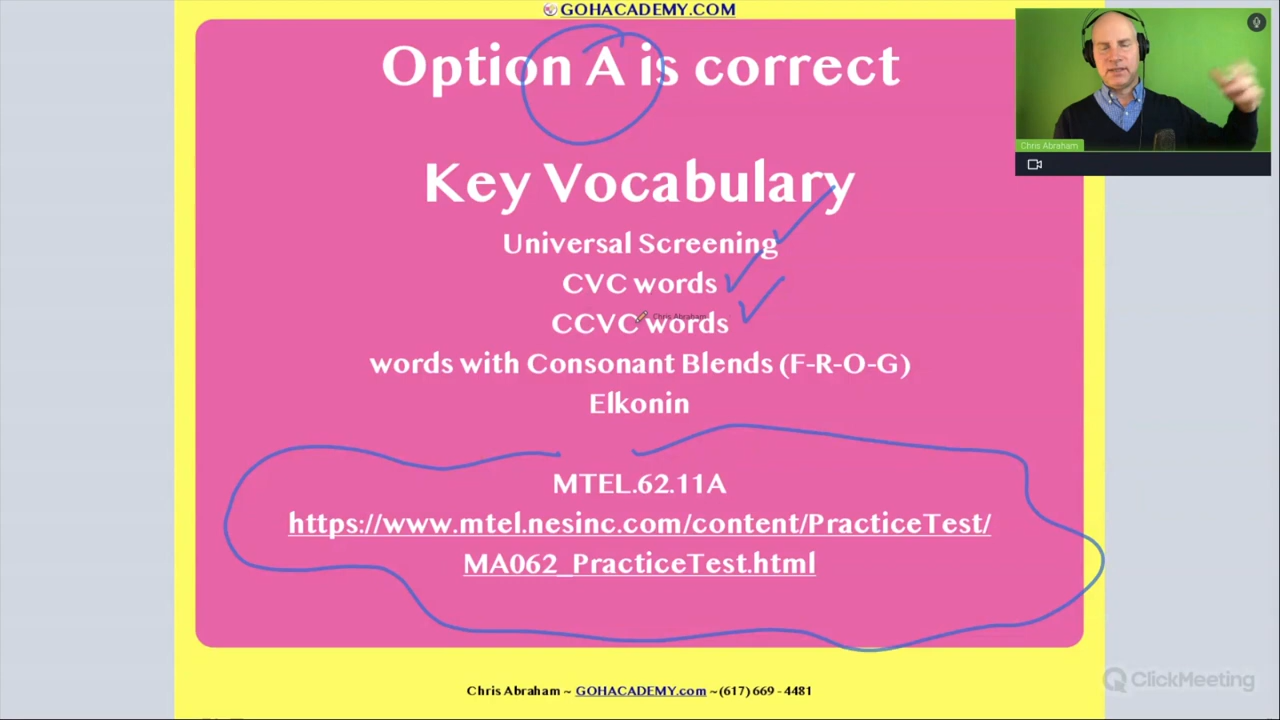 GOHACADEMY.COM
Option A is correct
Chris Abraham
Key Vocabulary
Universal Screening
CVC words
CCVC words
Chris Abraham
words with Consonant Blends (F-R-O-G)
Elkonin
MTEL.62.11A
https://www.mtel.nesinc.com/content/PracticeTest/
MA062_PracticeTest.html
ClickMeeting
Chris Abraham ~ GOHACADEMY.com ~(617) 669 - 4481